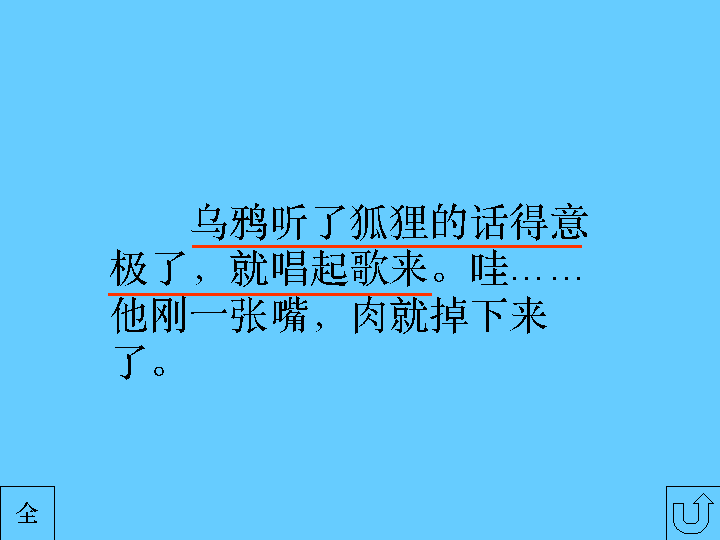 乌鸦听了狐狸的话得意
极了，就唱起歌来。哇……
他刚一张嘴，肉就掉下来
了。
全